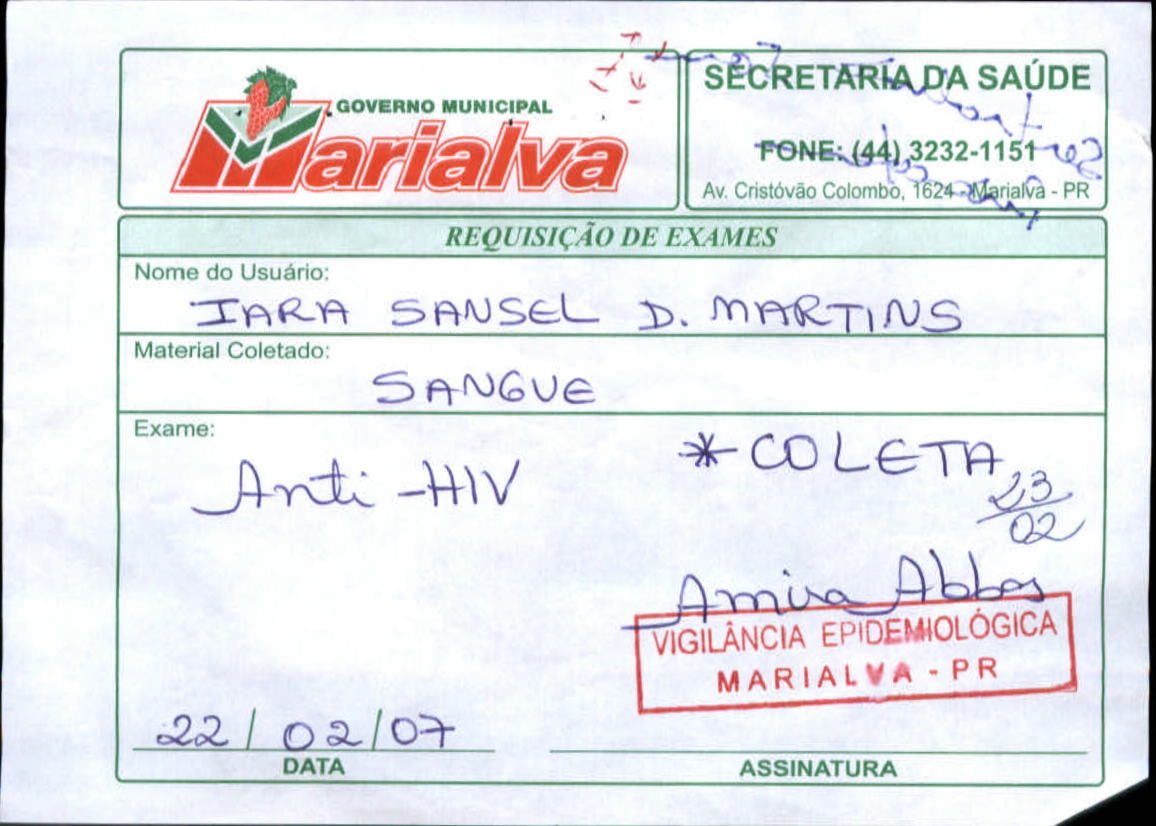 GOVERNO MUNICIPAL
Marialva
SECRETARIA DA SAÚDE
FONE: (44) 3232-1151
Av. Cristóvão Colombo, 1624 - Marialva - PR
REQUISIÇÃO DE EXAMES
Nome do Usuário:
IARA SANSEL D. MARTINS
Material Coletado:
SANGUE
Exame:
Anti-HIV
* COLETA 23/02
Amira Abbas
VIGILÂNCIA EPIDEMIOLÓGICA
MARIALVA - PR
22/02/07
DATA
ASSINATURA